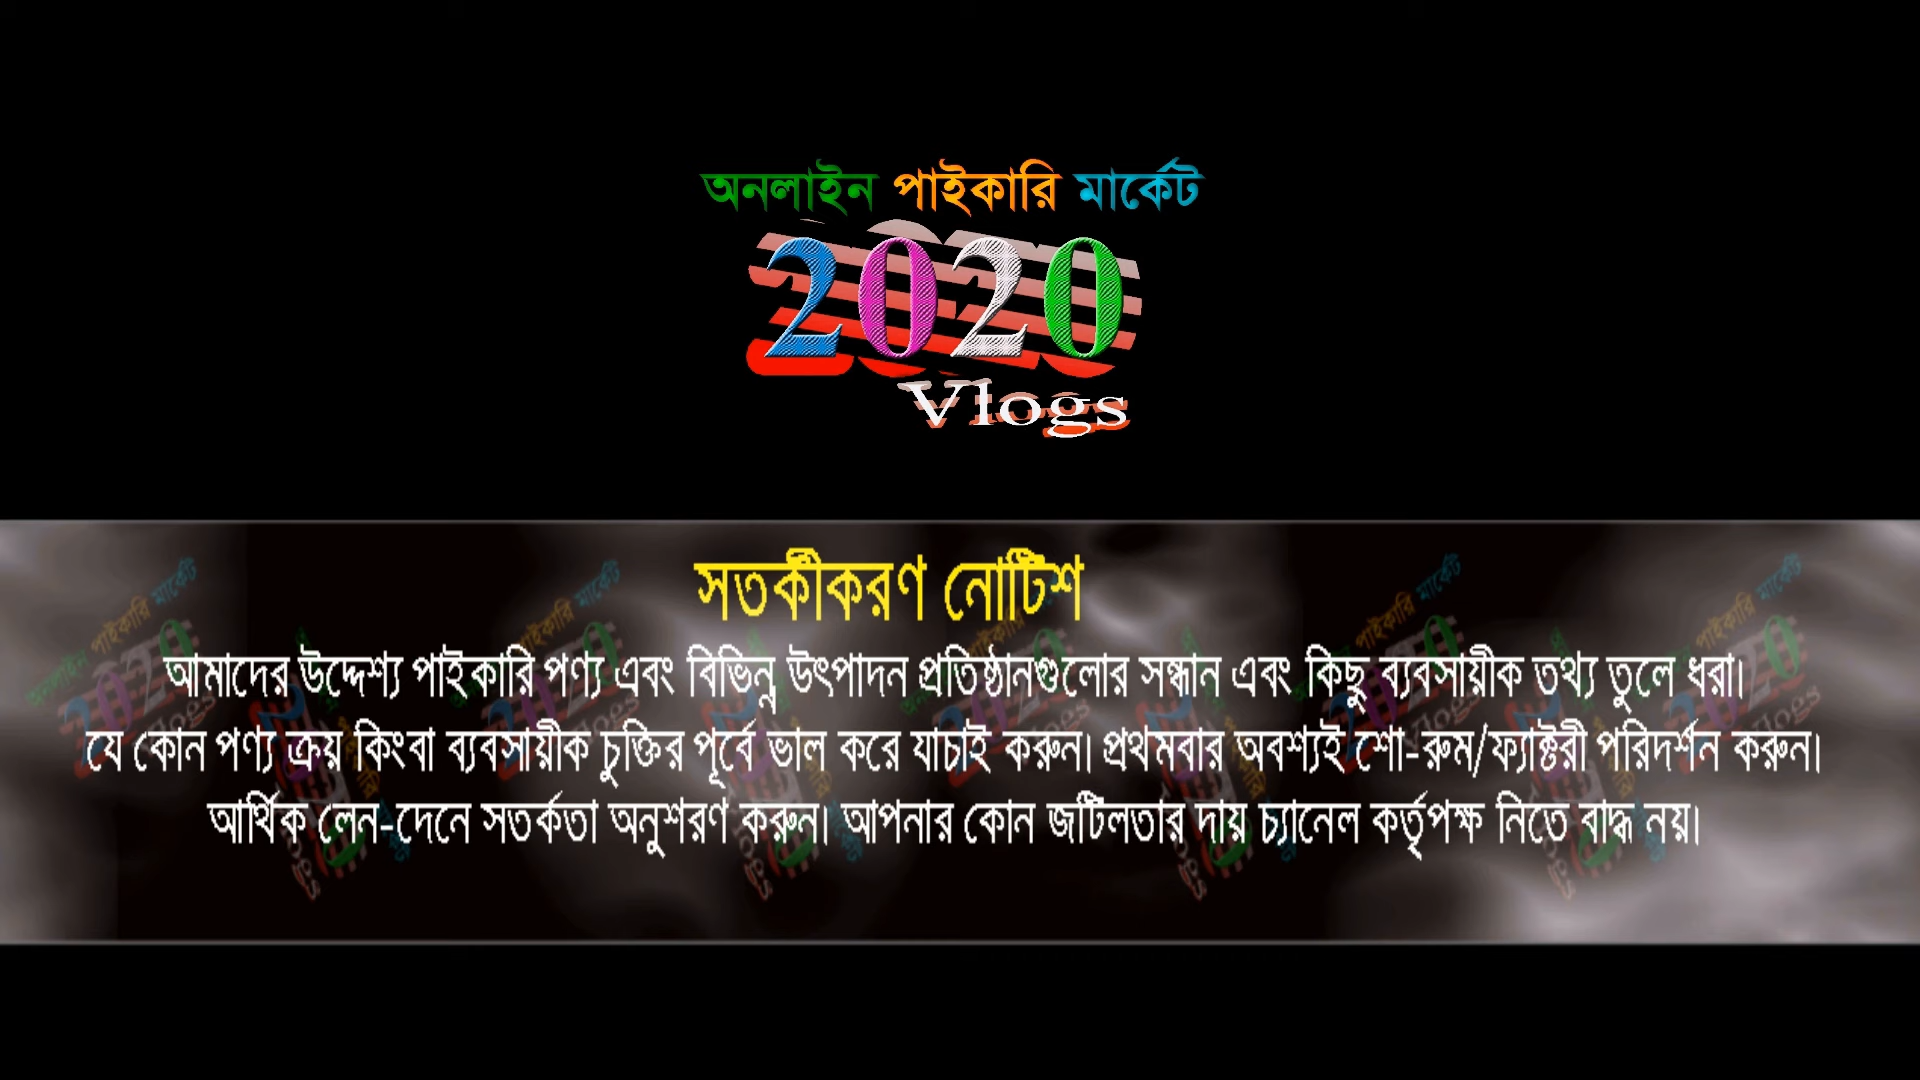 অনলাইন পাইকারি মার্কেট
2020
Vlogs
সতর্কীকরণ নোটিশ
আমাদের উদ্দেশ্য পাইকারি পণ্য এবং বিভিন্ন উৎপাদন প্রতিষ্ঠানগুলোর সন্ধান এবং কিছু ব্যবসায়ীক তথ্য তুলে ধরা।
যে কোন পণ্য ক্রয় কিংবা ব্যবসায়ীক চুক্তির পূর্বে ভাল করে যাচাই করুন। প্রথমবার অবশ্যই শো-রুম/ফ্যাক্টরী পরিদর্শন করুন।
আর্থিক লেন-দেনে সতর্কতা অনুশরণ করুন। আপনার কোন জটিলতার দায় চ্যানেল কর্তৃপক্ষ নিতে বাদ্ধ নয়।